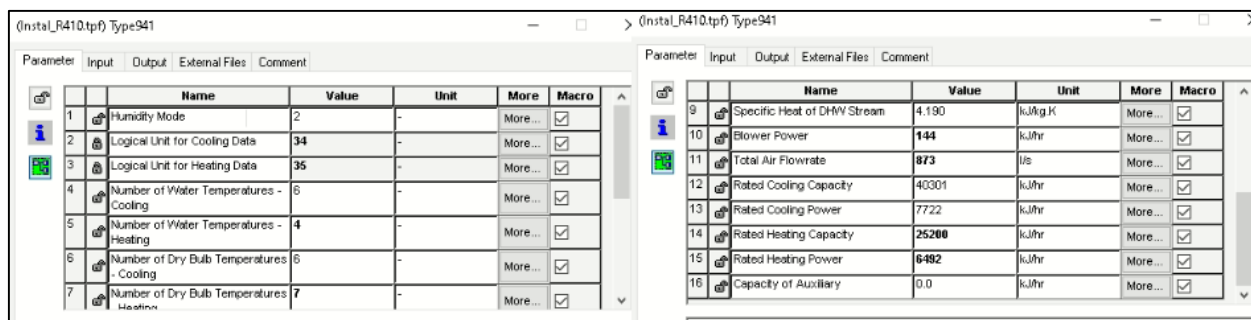 (Instal_R410.tpf) Type941
Parameter Input Output External Files Comment
Name Value Unit More Macro
1 Humidity Mode 2 - More...
2 Logical Unit for Cooling Data 34 - More...
3 Logical Unit for Heating Data 35 - More...
4 Number of Water Temperatures - 6 - More...
Cooling
5 Number of Water Temperatures - 4 - More...
Heating
6 Number of Dry Bulb Temperatures 6 - More...
- Cooling
7 Number of Dry Bulb Temperatures 7 - More...
- Heating
(Instal_R410.tpf) Type941
Parameter Input Output External Files Comment
Name Value Unit More Macro
9 Specific Heat of DHW Stream 4.190 kJ/kg.K More...
10 Blower Power 144 kJ/hr More...
11 Total Air Flowrate 873 l/s More...
12 Rated Cooling Capacity 40301 kJ/hr More...
13 Rated Cooling Power 7722 kJ/hr More...
14 Rated Heating Capacity 25200 kJ/hr More...
15 Rated Heating Power 6492 kJ/hr More...
16 Capacity of Auxiliary 0.0 kJ/hr More...